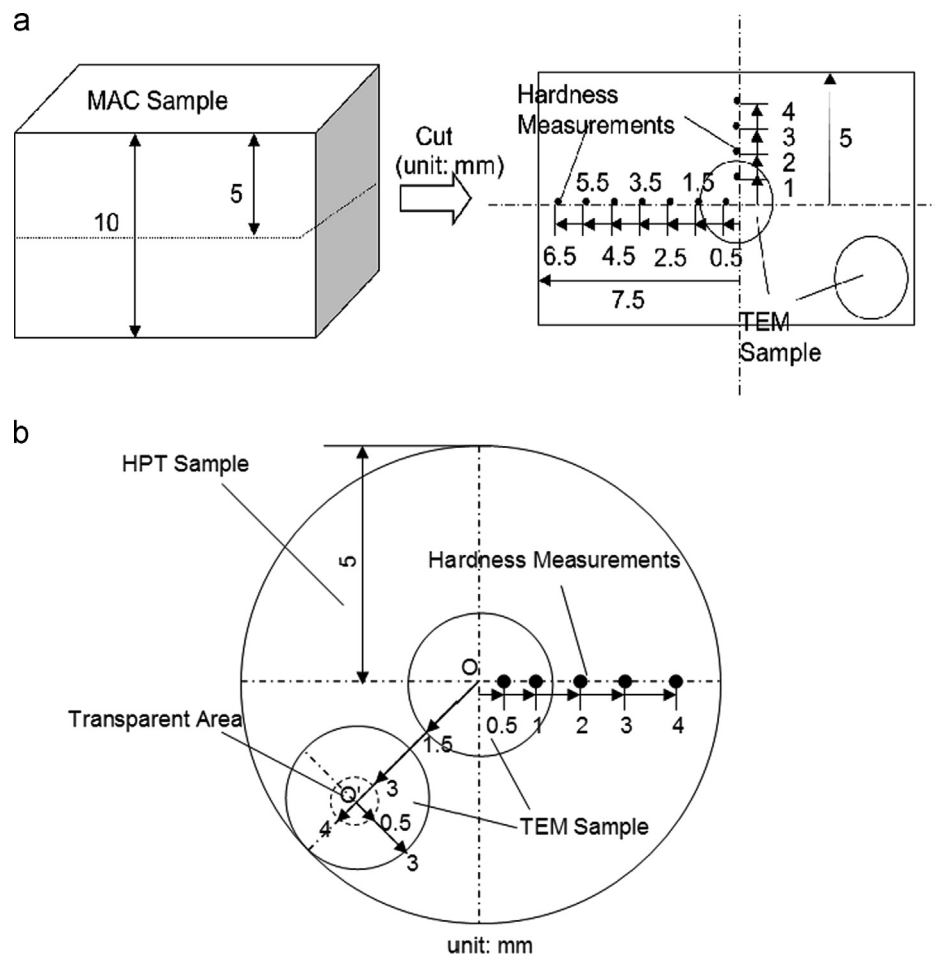 a
MAC Sample
10
5
Cut
(unit: mm)
Hardness
Measurements
4
3
2
1
5
5.5 3.5 1.5
6.5 4.5 2.5 0.5
7.5
TEM
Sample
b
HPT Sample
5
Hardness Measurements
O
0.5 1 2 3 4
Transparent Area
1.5
3
O'
4
0.5
3
TEM Sample
unit: mm